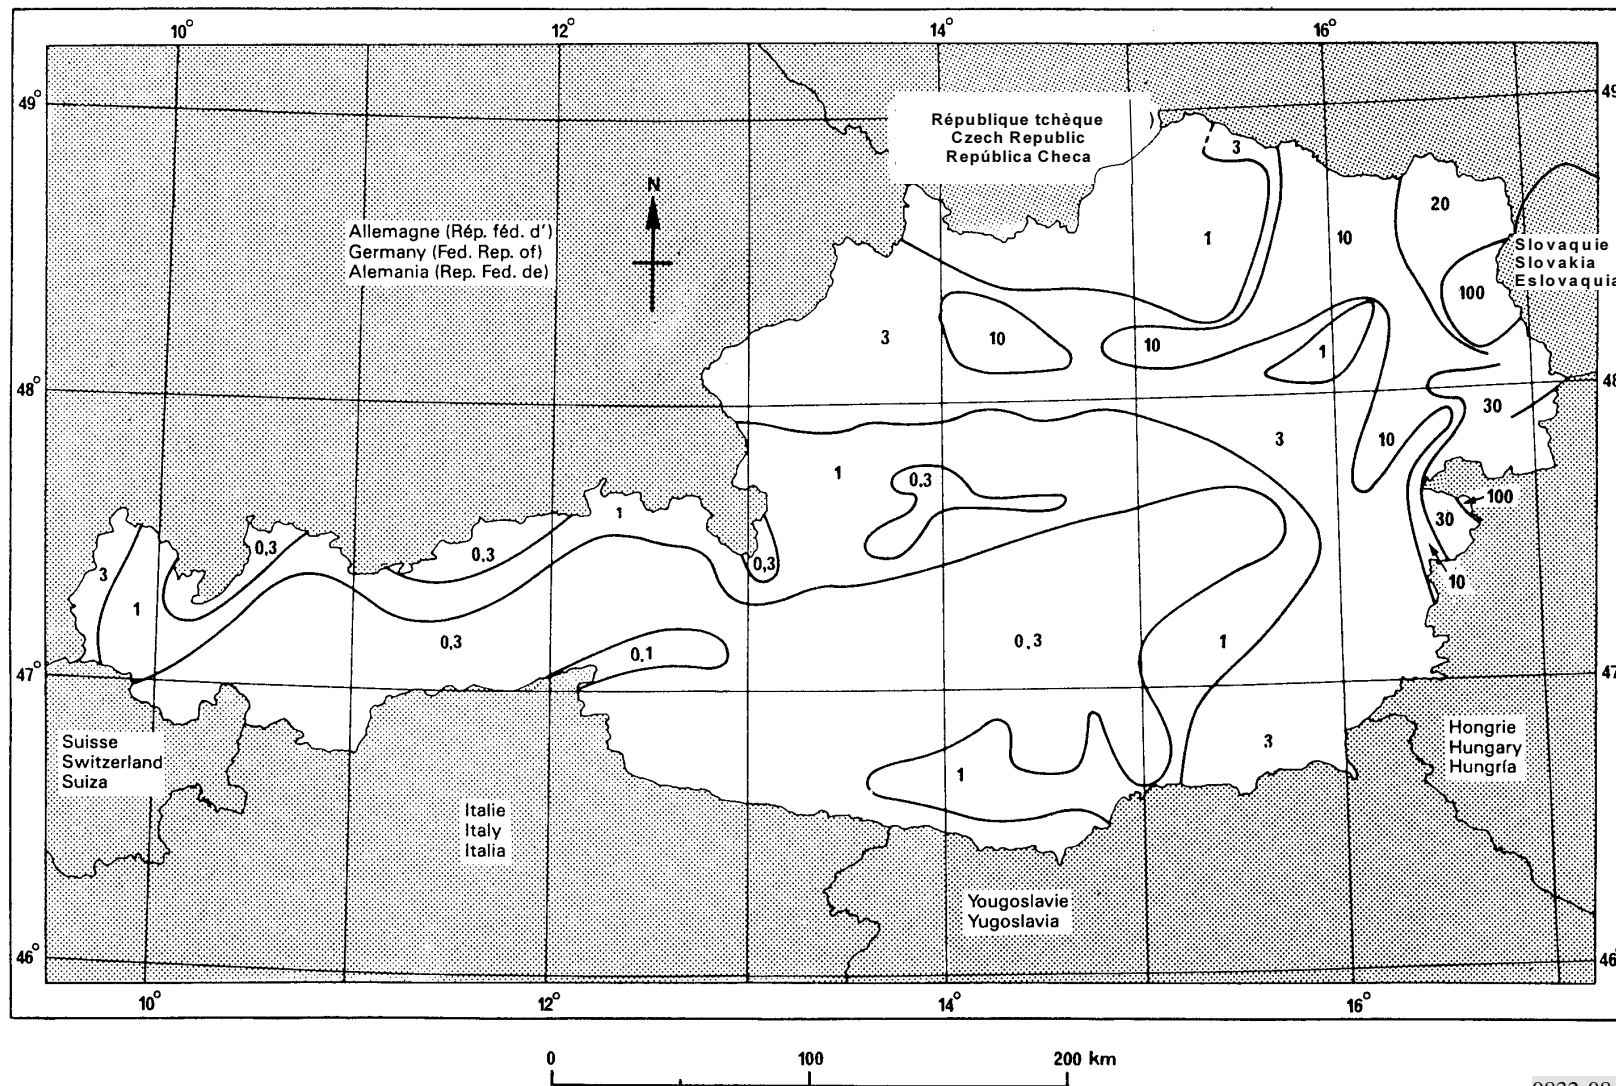 10° 12° 14° 16°
49° 49
République tchèque
Czech Republic
República Checa
3
N
20
Allemagne (Rép. féd. d')
Germany (Fed. Rep. of)
Alemania (Rep. Fed. de)
1 10
Slovaquie
Slovakia
Eslovaquia
100
3 10 10 1
48° 48
30
3 10
1 0,3
100
1 30
0,3 0,3 0,3
3 10
1
0,3 0,1 0,3 1
47° 47
Suisse
Switzerland
Suiza
3
Hongrie
Hungary
Hungría
1
Italie
Italy
Italia
Yougoslavie
Yugoslavia
46° 46
10° 12° 14° 16°
0 100 200 km